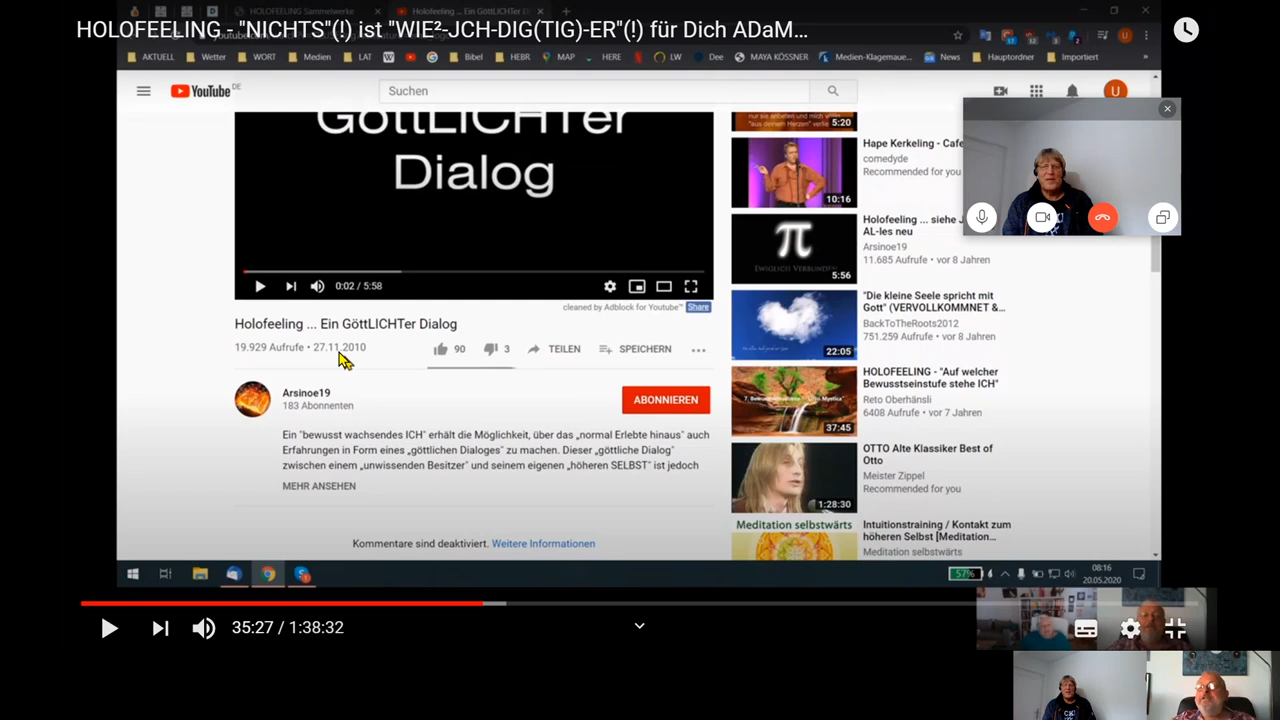 HOLOFEELING - "NICHTS"(!) ist "WIE²-JCH-DIG(TIG)-ER"(!) für Dich ADaM...
HOLOFEELING Sammelwerke
Holofeeling ... Ein GöttLICHTer Di
AKTUELL
Wetter
WORT
Medien
LAT
Bibel
HEBR
MAP
HERE
LW
Dee
MAYA KÖSSNER
Medien-Klagemaue...
News
Hauptordner
Importiert
»
YouTube DE
Suchen
U
GöttLICHTer
Dialog
0:02 / 5:58
cleaned by Adblock for Youtube™ Share
Holofeeling ... Ein GöttLICHTer Dialog
19.929 Aufrufe • 27.11.2010
90
3
TEILEN
SPEICHERN
Arsinoe19
183 Abonnenten
ABONNIEREN
Ein "bewusst wachsendes ICH" erhält die Möglichkeit, über das „normal Erlebte hinaus" auch
Erfahrungen in Form eines „göttlichen Dialoges" zu machen. Dieser „göttliche Dialog"
zwischen einem „unwissenden Besitzer" und seinem eigenen „höheren SELBST" ist jedoch
MEHR ANSEHEN
Kommentare sind deaktiviert. Weitere Informationen
5:20
Hape Kerkeling - Cafe
comedyde
Recommended for you
10:16
Holofeeling ... siehe J
AL-les neu
Arsinoe19
11.685 Aufrufe • vor 8 Jahren
π
EWIGLICH VERBUNDEN
5:56
"Die kleine Seele spricht mit
Gott" (VERVOLLKOMMNET &...
BackToTheRoots2012
751.259 Aufrufe • vor 8 Jahren
22:05
HOLOFEELING - "Auf welcher
Bewusstseinstufe stehe ICH"
Reto Oberhänsli
6408 Aufrufe • vor 7 Jahren
37:45
OTTO Alte Klassiker Best of
Otto
Meister Zippel
Recommended for you
1:28:30
Meditation selbstwärts
Intuitionstraining / Kontakt zum
höheren Selbst [Meditation...
Meditation selbstwärts
57%
08:16
20.05.2020
35:27 / 1:38:32